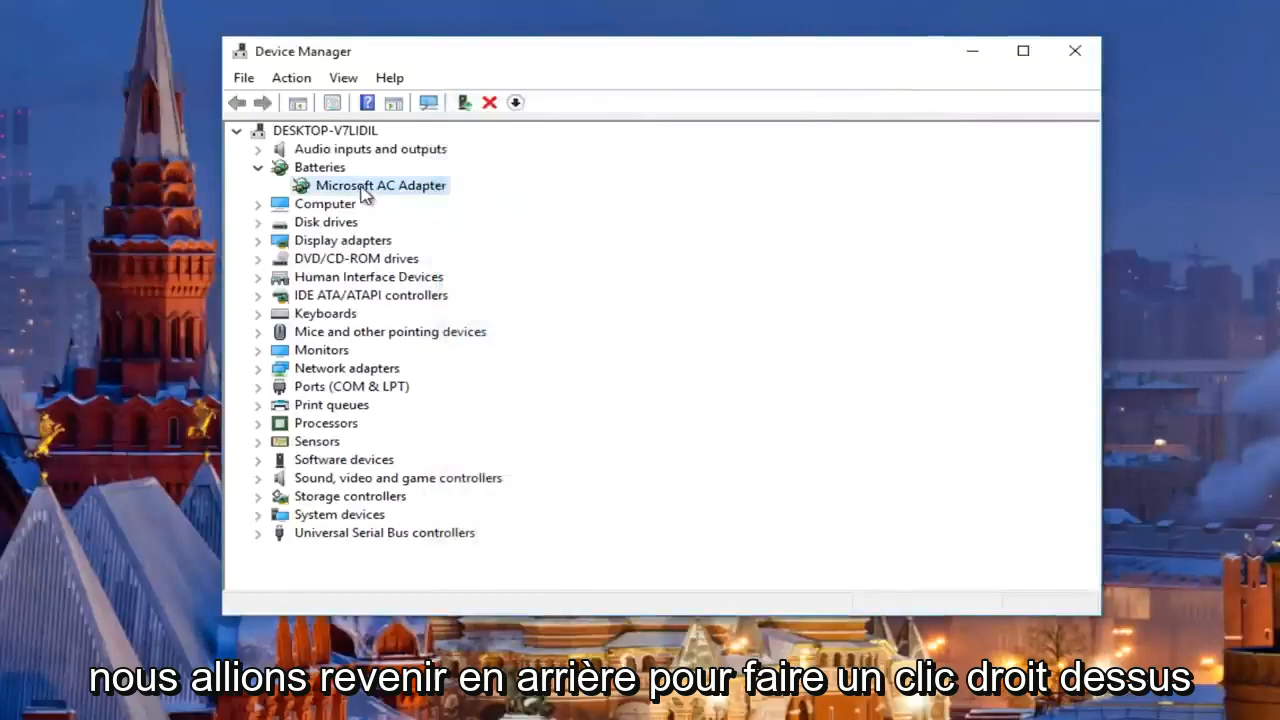 Device Manager
File Action View Help
DESKTOP-V7LIDIL
Audio inputs and outputs
Batteries
Microsoft AC Adapter
Computer
Disk drives
Display adapters
DVD/CD-ROM drives
Human Interface Devices
IDE ATA/ATAPI controllers
Keyboards
Mice and other pointing devices
Monitors
Network adapters
Ports (COM & LPT)
Print queues
Processors
Sensors
Software devices
Sound, video and game controllers
Storage controllers
System devices
Universal Serial Bus controllers
nous allions revenir en arrière pour faire un clic droit dessus